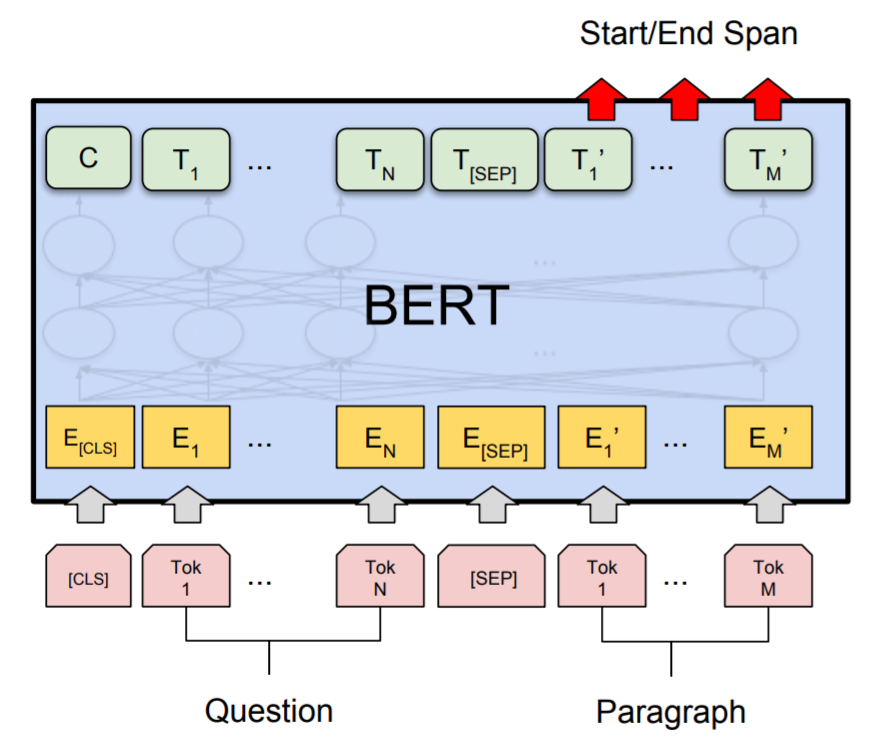 Start/End Span
C T1 ... TN T[SEP] T1’ ... TM’
...
BERT
...
E[CLS] E1 ... EN E[SEP] E1’ ... EM’
[CLS] Tok 1 ... Tok N [SEP] Tok 1 ... Tok M
Question Paragraph